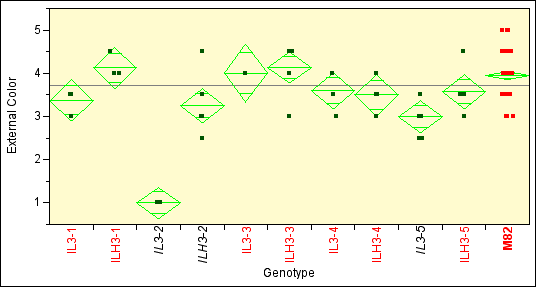 5
4
3
2
1
External Color
IL3-1
ILH3-1
IL3-2
ILH3-2
IL3-3
ILH3-3
IL3-4
ILH3-4
IL3-5
ILH3-5
M82
Genotype